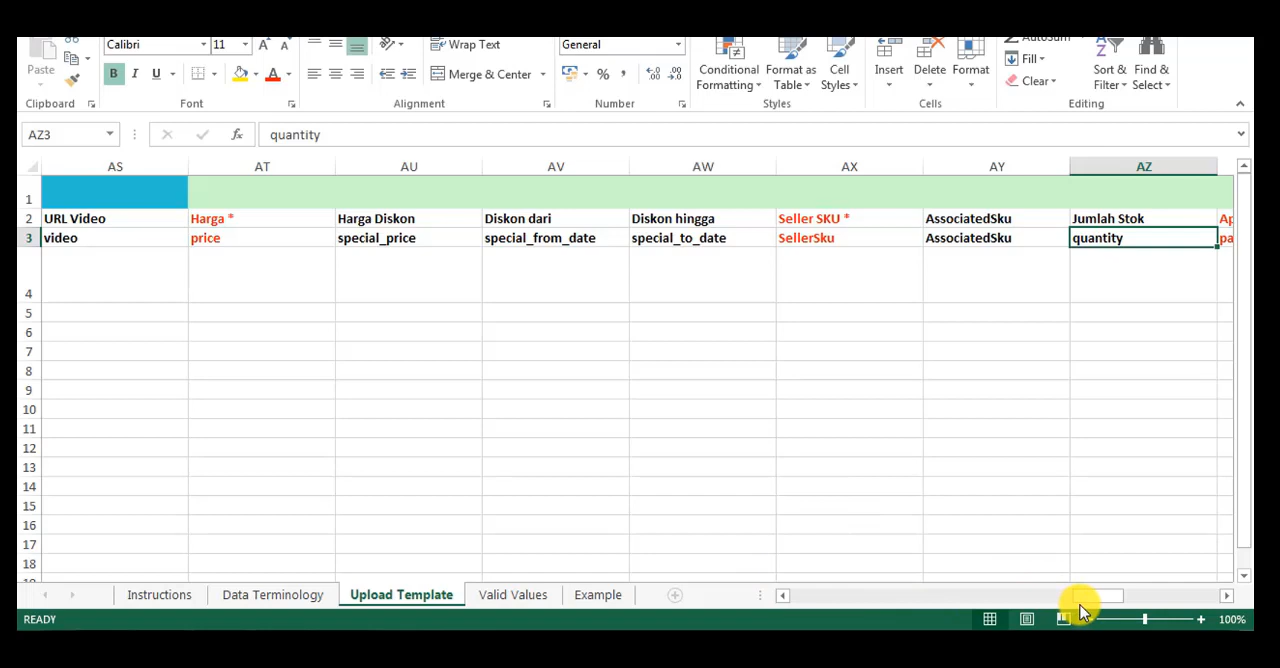 Calibri 11 A A Wrap Text General
Paste B I U Merge & Center % Conditional Formatting Format as Table Cell Styles Insert Delete Format AutoSum Fill Clear Sort & Filter Find & Select
Clipboard Font Alignment Number Styles Cells Editing
AZ3 fx quantity
AS AT AU AV AW AX AY AZ
1
2 URL Video Harga * Harga Diskon Diskon dari Diskon hingga Seller SKU * AssociatedSku Jumlah Stok
3 video price special_price special_from_date special_to_date SellerSku AssociatedSku quantity
4
5
6
7
8
9
10
11
12
13
14
15
16
17
18
Instructions Data Terminology Upload Template Valid Values Example
READY 100%